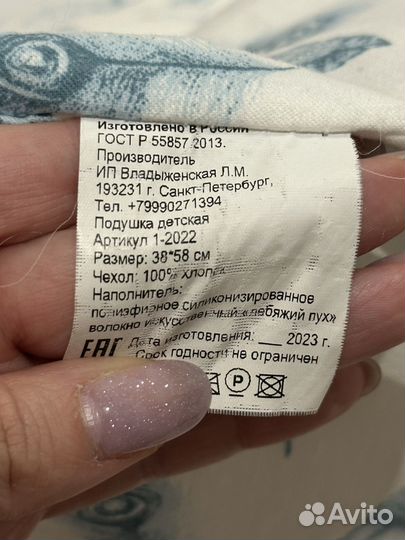 Изготовлено в России
ГОСТ Р 55857 2013.
Производитель
ИП Владыженская Л.М.
193231 г. Санкт-Петербург,
Тел. +79990271394
Подушка детская
Артикул 1-2022
Размер: 38*58 см
Чехол: 100% хлопок
Наполнитель:
полиэфирное силиконизированное
волокно искусственный «лебяжий пух»
Дата изготовления: __ 2023 г.
Срок годности не ограничен
EAC
P
Avito